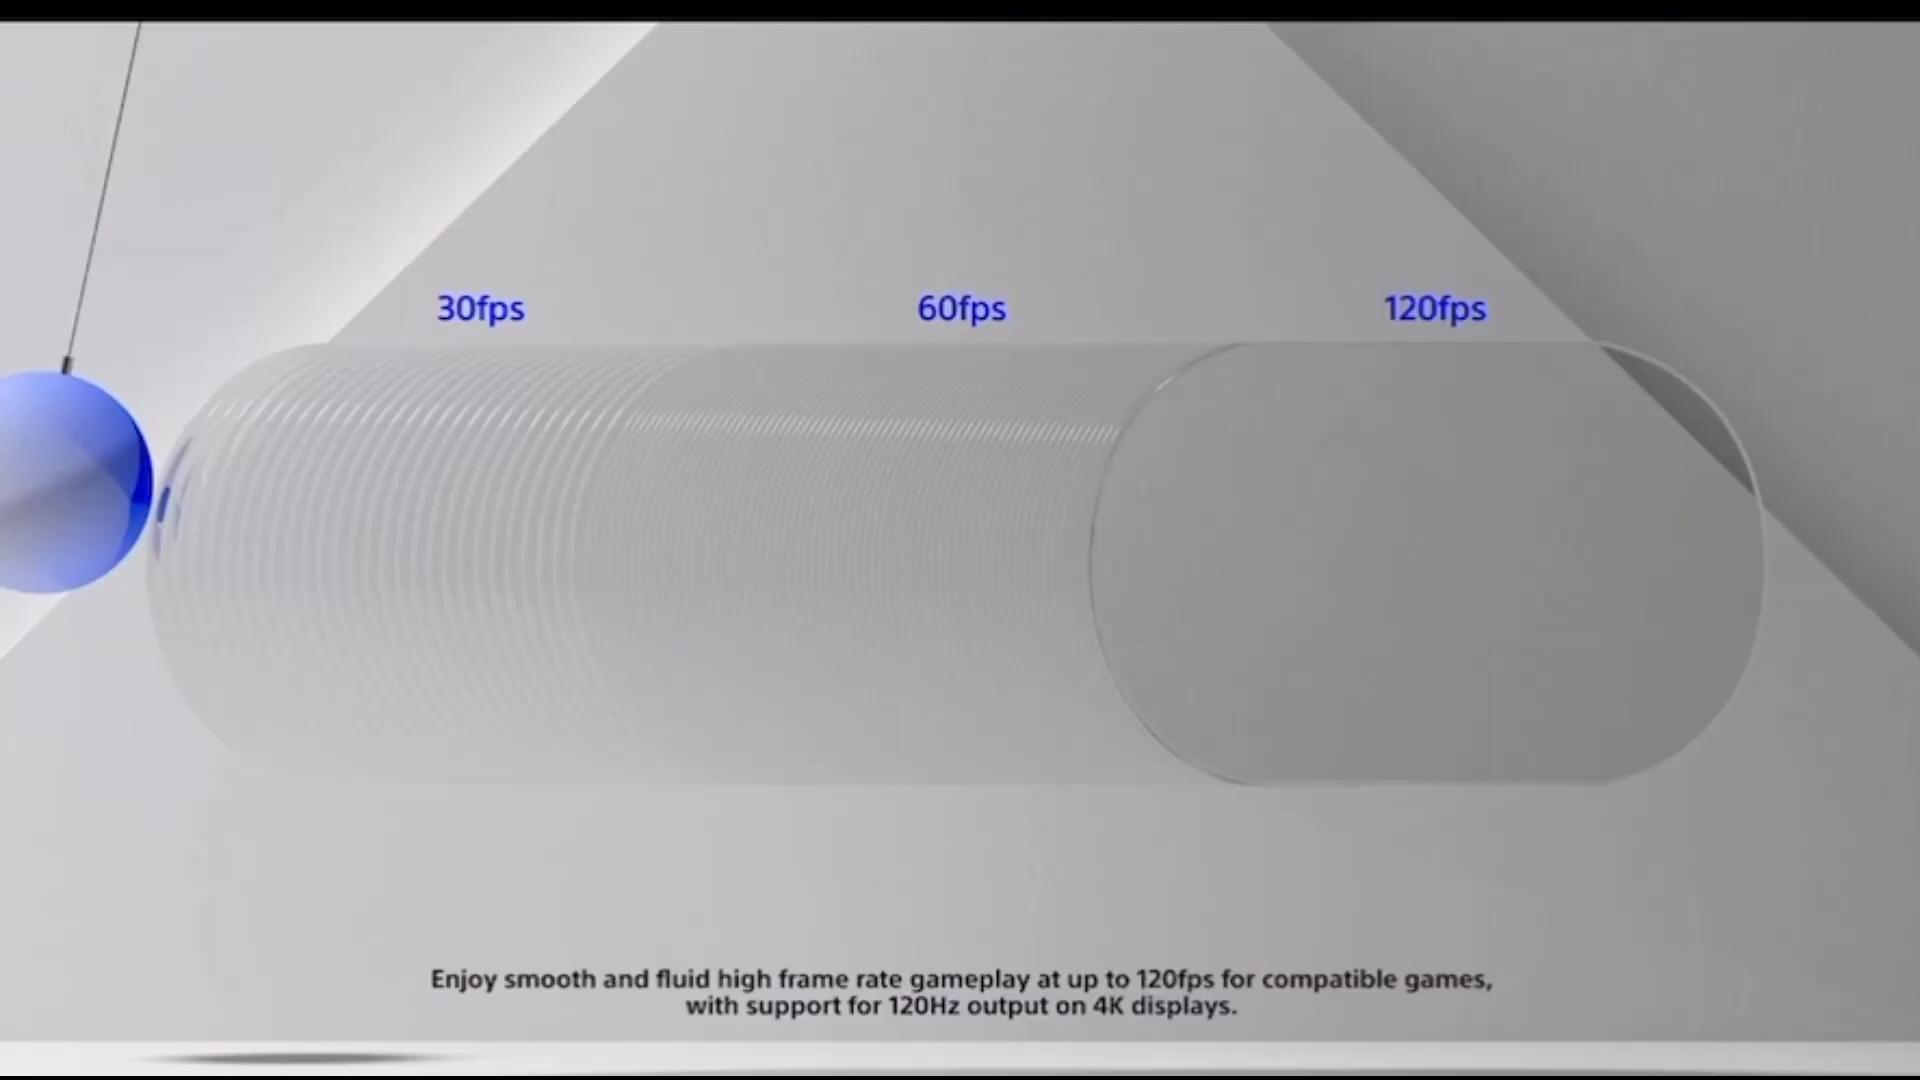 30fps 60fps 120fps
Enjoy smooth and fluid high frame rate gameplay at up to 120fps for compatible games,
with support for 120Hz output on 4K displays.